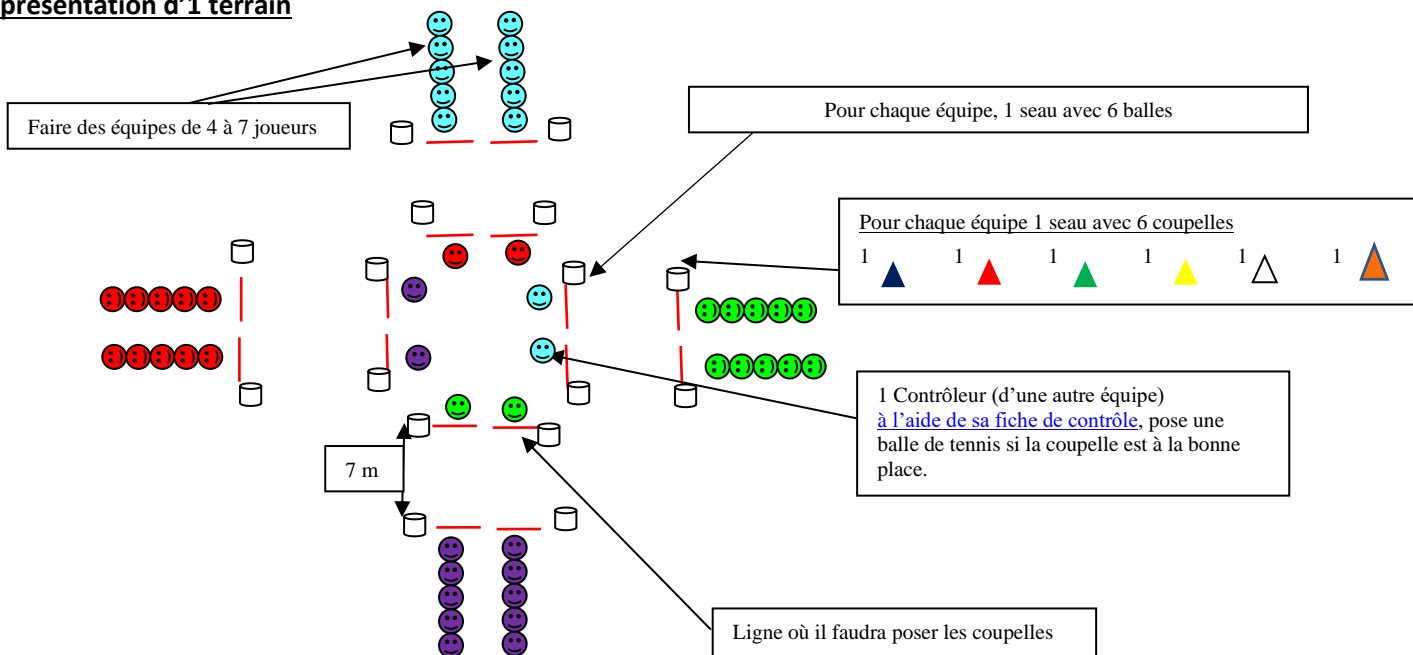 présentation d'1 terrain
Faire des équipes de 4 à 7 joueurs
Pour chaque équipe, 1 seau avec 6 balles
Pour chaque équipe 1 seau avec 6 coupelles
1 1 1 1 1 1
1 Contrôleur (d'une autre équipe)
à l'aide de sa fiche de contrôle, pose une
balle de tennis si la coupelle est à la bonne
place.
7 m
Ligne où il faudra poser les coupelles